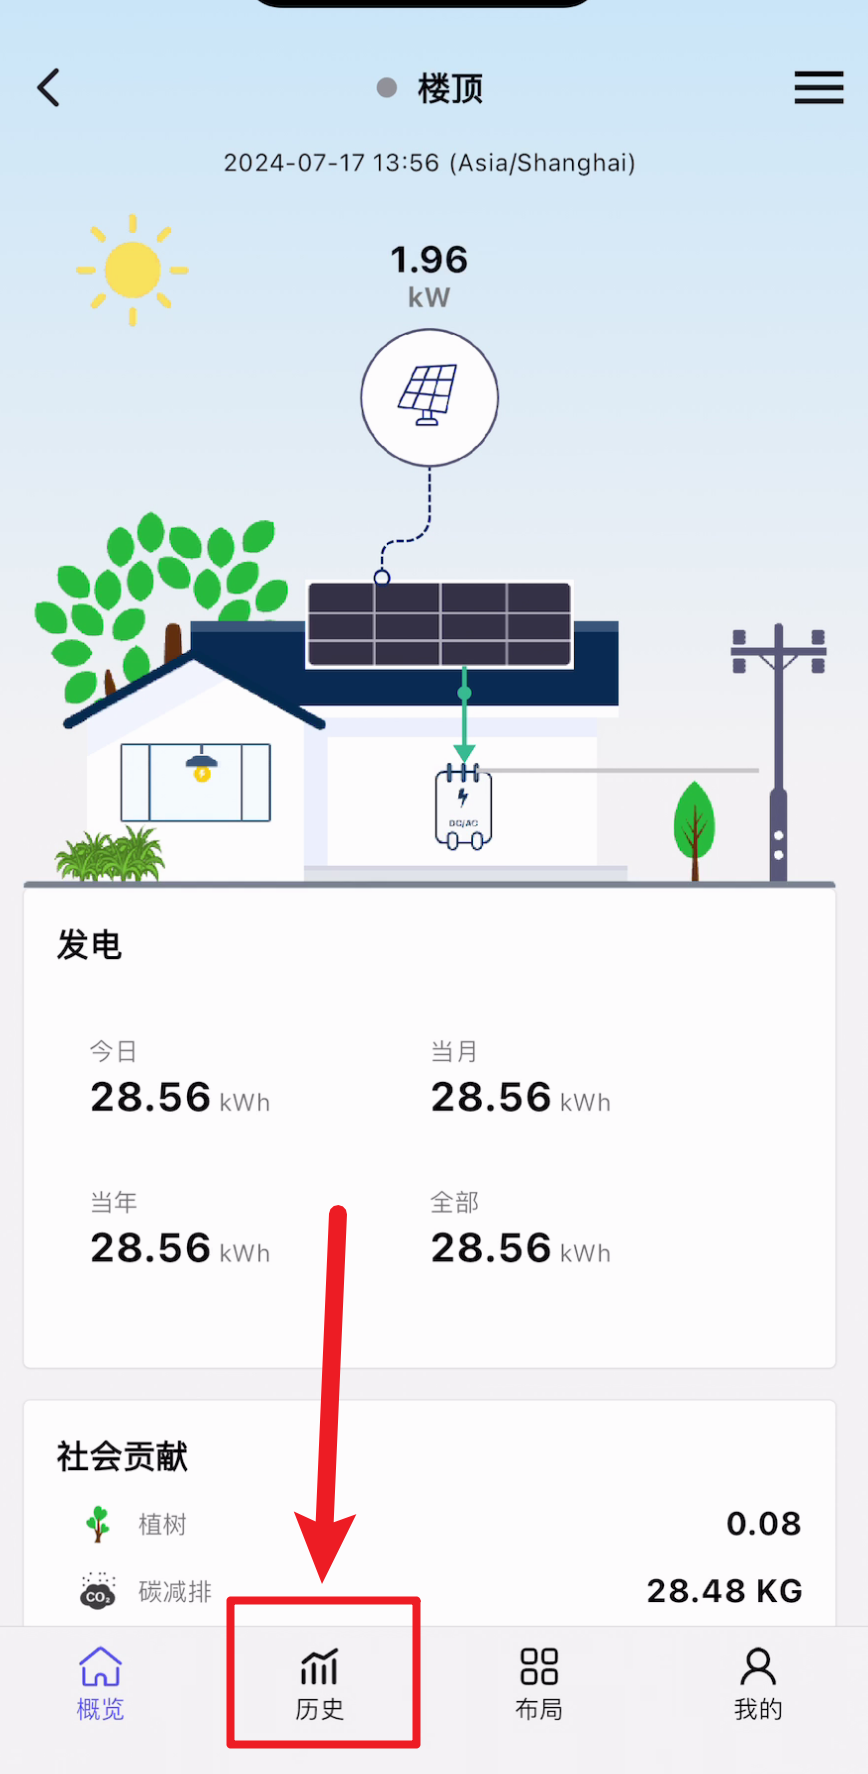 楼顶
2024-07-17 13:56 (Asia/Shanghai)
1.96
kW
DC/AC
发电
今日 当月
28.56 kWh 28.56 kWh
当年 全部
28.56 kWh 28.56 kWh
社会贡献
植树 0.08
CO₂ 碳减排 28.48 KG
概览 历史 布局 我的